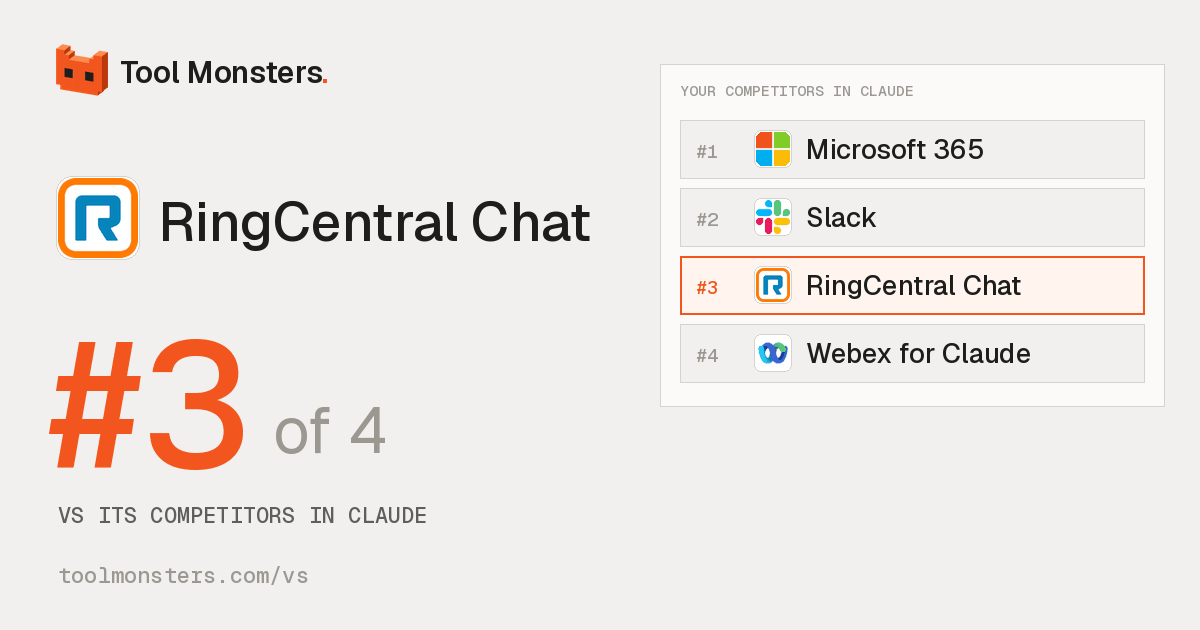 Tool Monsters.
RingCentral Chat
#3 of 4
VS ITS COMPETITORS IN CLAUDE
toolmonsters.com/vs
YOUR COMPETITORS IN CLAUDE
#1 Microsoft 365
#2 Slack
#3 RingCentral Chat
#4 Webex for Claude